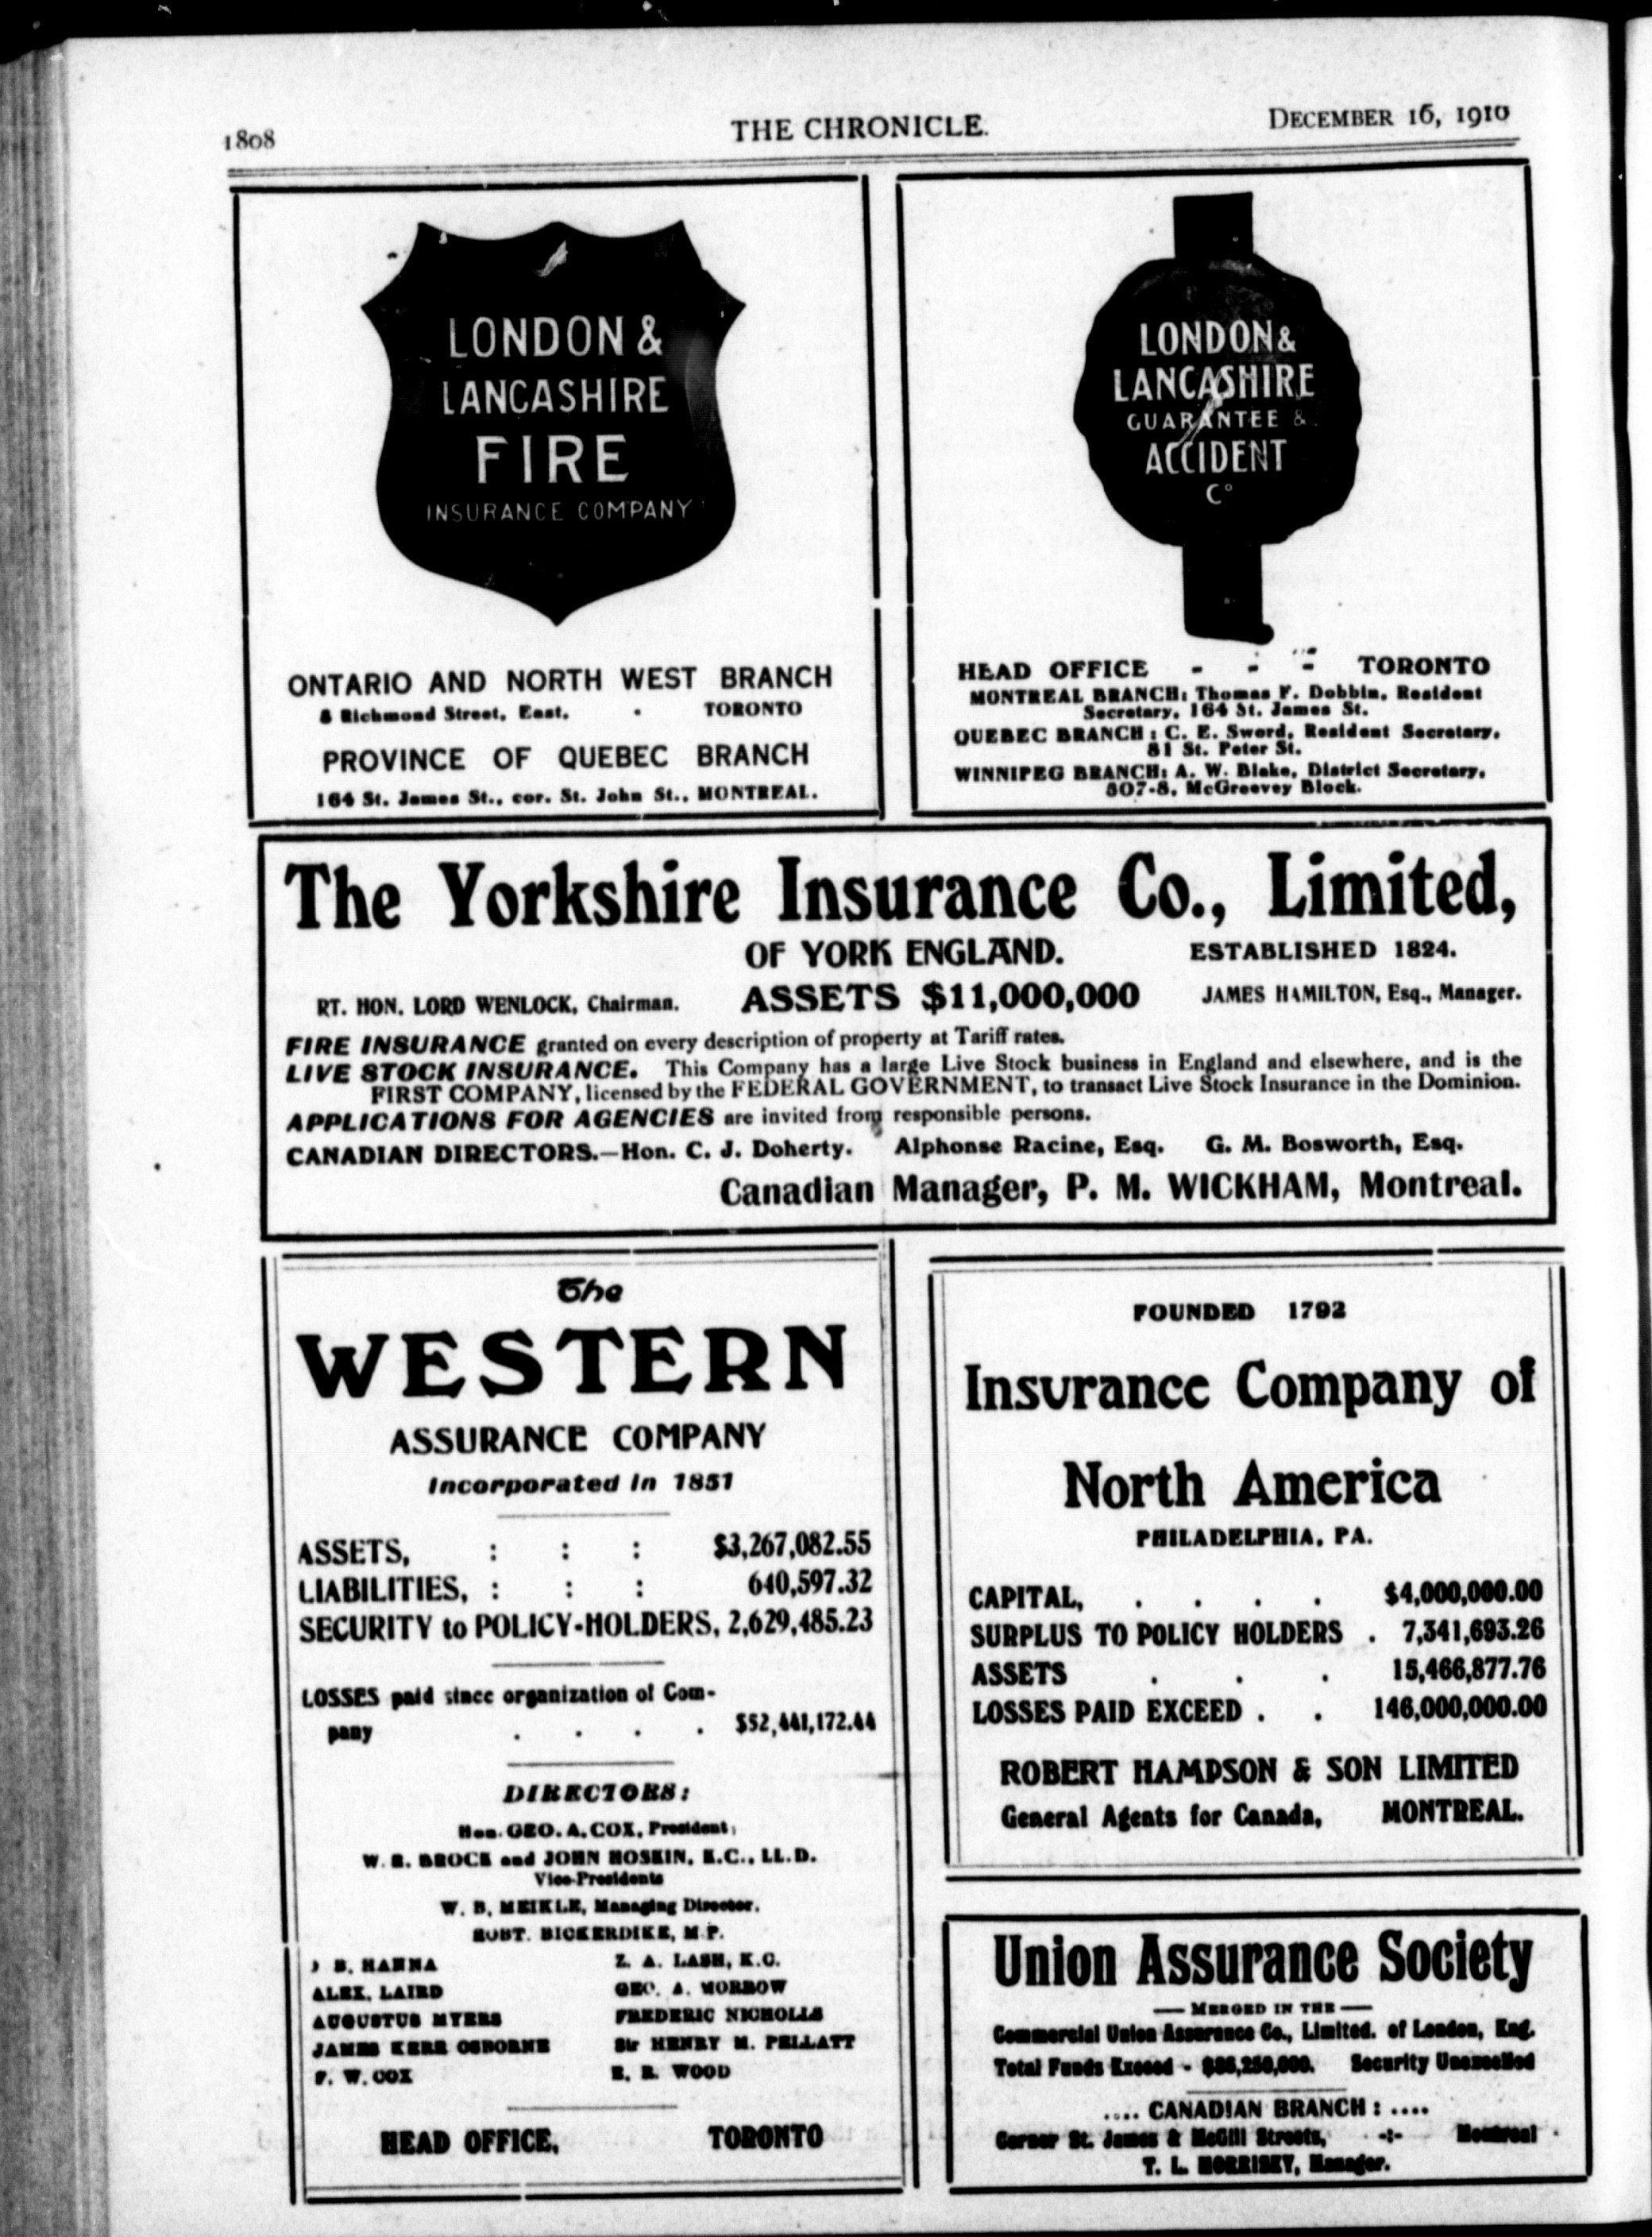 1808
THE CHRONICLE.
DECEMBER 16, 1910
LONDON &
LANCASHIRE
FIRE
INSURANCE COMPANY
ONTARIO AND NORTH WEST BRANCH
8 Richmond Street, East. - TORONTO
PROVINCE OF QUEBEC BRANCH
164 St. James St., cor. St. John St., MONTREAL.
LONDON &
LANCASHIRE
GUARANTEE &
ACCIDENT
Co
HEAD OFFICE - - - TORONTO
MONTREAL BRANCH: Thomas F. Dobbin, Resident
Secretary, 164 St. James St.
QUEBEC BRANCH: C. E. Sword, Resident Secretary,
81 St. Peter St.
WINNIPEG BRANCH: A. W. Blake, District Secretary,
507-8, McGreevey Block.
The Yorkshire Insurance Co., Limited,
OF YORK ENGLAND. ESTABLISHED 1824.
RT. HON. LORD WENLOCK, Chairman. ASSETS $11,000,000 JAMES HAMILTON, Esq., Manager.
FIRE INSURANCE granted on every description of property at Tariff rates.
LIVE STOCK INSURANCE. This Company has a large Live Stock business in England and elsewhere, and is the
FIRST COMPANY, licensed by the FEDERAL GOVERNMENT, to transact Live Stock Insurance in the Dominion.
APPLICATIONS FOR AGENCIES are invited from responsible persons.
CANADIAN DIRECTORS.—Hon. C. J. Doherty. Alphonse Racine, Esq. G. M. Bosworth, Esq.
Canadian Manager, P. M. WICKHAM, Montreal.
The
WESTERN
ASSURANCE COMPANY
Incorporated in 1851
ASSETS, : : : $3,267,082.55
LIABILITIES, : : : 640,597.32
SECURITY to POLICY-HOLDERS, 2,629,485.23
LOSSES paid since organization of Com-
pany . . . . $52,441,172.44
DIRECTORS:
Hon. GEO. A. COX, President
W. R. BROCK and JOHN HOSKIN, K.C., LL.D.
Vice-Presidents
W. B. MEIKLE, Managing Director.
ROBT. BICKERDIKE, M.P.
D. B. HANNA Z. A. LASH, K.C.
ALEX. LAIRD GEO. A. MORROW
AUGUSTUS MYERS FREDERIC NICHOLLS
JAMES KERR OSBORNE Sir HENRY M. PELLATT
F. W. COX E. R. WOOD
HEAD OFFICE, TORONTO
FOUNDED 1792
Insurance Company of
North America
PHILADELPHIA, PA.
CAPITAL, . . . . $4,000,000.00
SURPLUS TO POLICY HOLDERS . 7,341,693.26
ASSETS . . . 15,466,877.76
LOSSES PAID EXCEED . . 146,000,000.00
ROBERT HAMPSON & SON LIMITED
General Agents for Canada, MONTREAL.
Union Assurance Society
— MERGED IN THE —
Commercial Union Assurance Co., Limited. of London, Eng.
Total Funds Exceed - $86,250,000. Security Unexcelled
.... CANADIAN BRANCH : ....
Corner St. James & McGill Streets, -:- Montreal
T. L. MORRISEY, Manager.